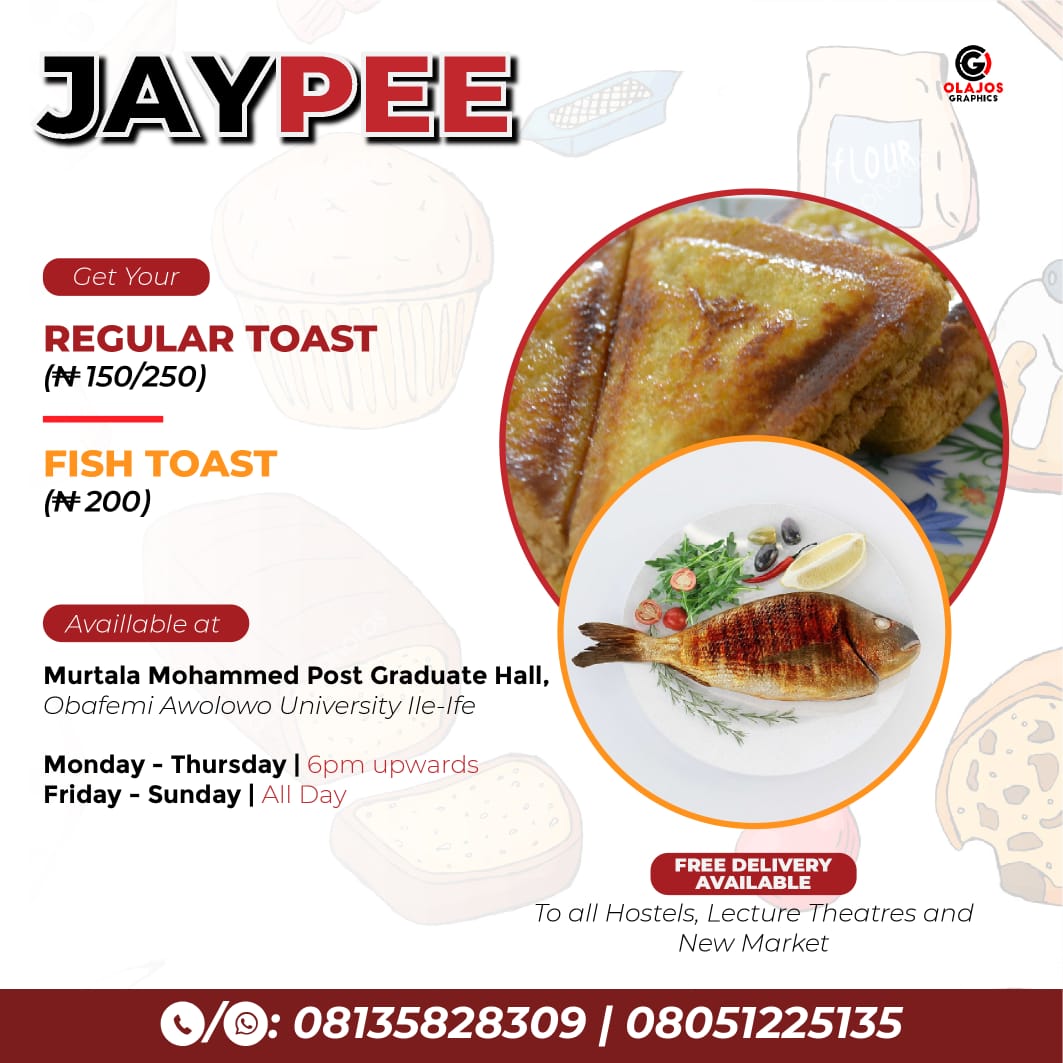 JAYPEE
OLAJOS
GRAPHICS
FLOUR
Get Your
REGULAR TOAST
(₦ 150/250)
FISH TOAST
(₦ 200)
Availlable at
Murtala Mohammed Post Graduate Hall,
Obafemi Awolowo University Ile-Ife
Monday - Thursday | 6pm upwards
Friday - Sunday | All Day
FREE DELIVERY
AVAILABLE
To all Hostels, Lecture Theatres and
New Market
/ : 08135828309 | 08051225135